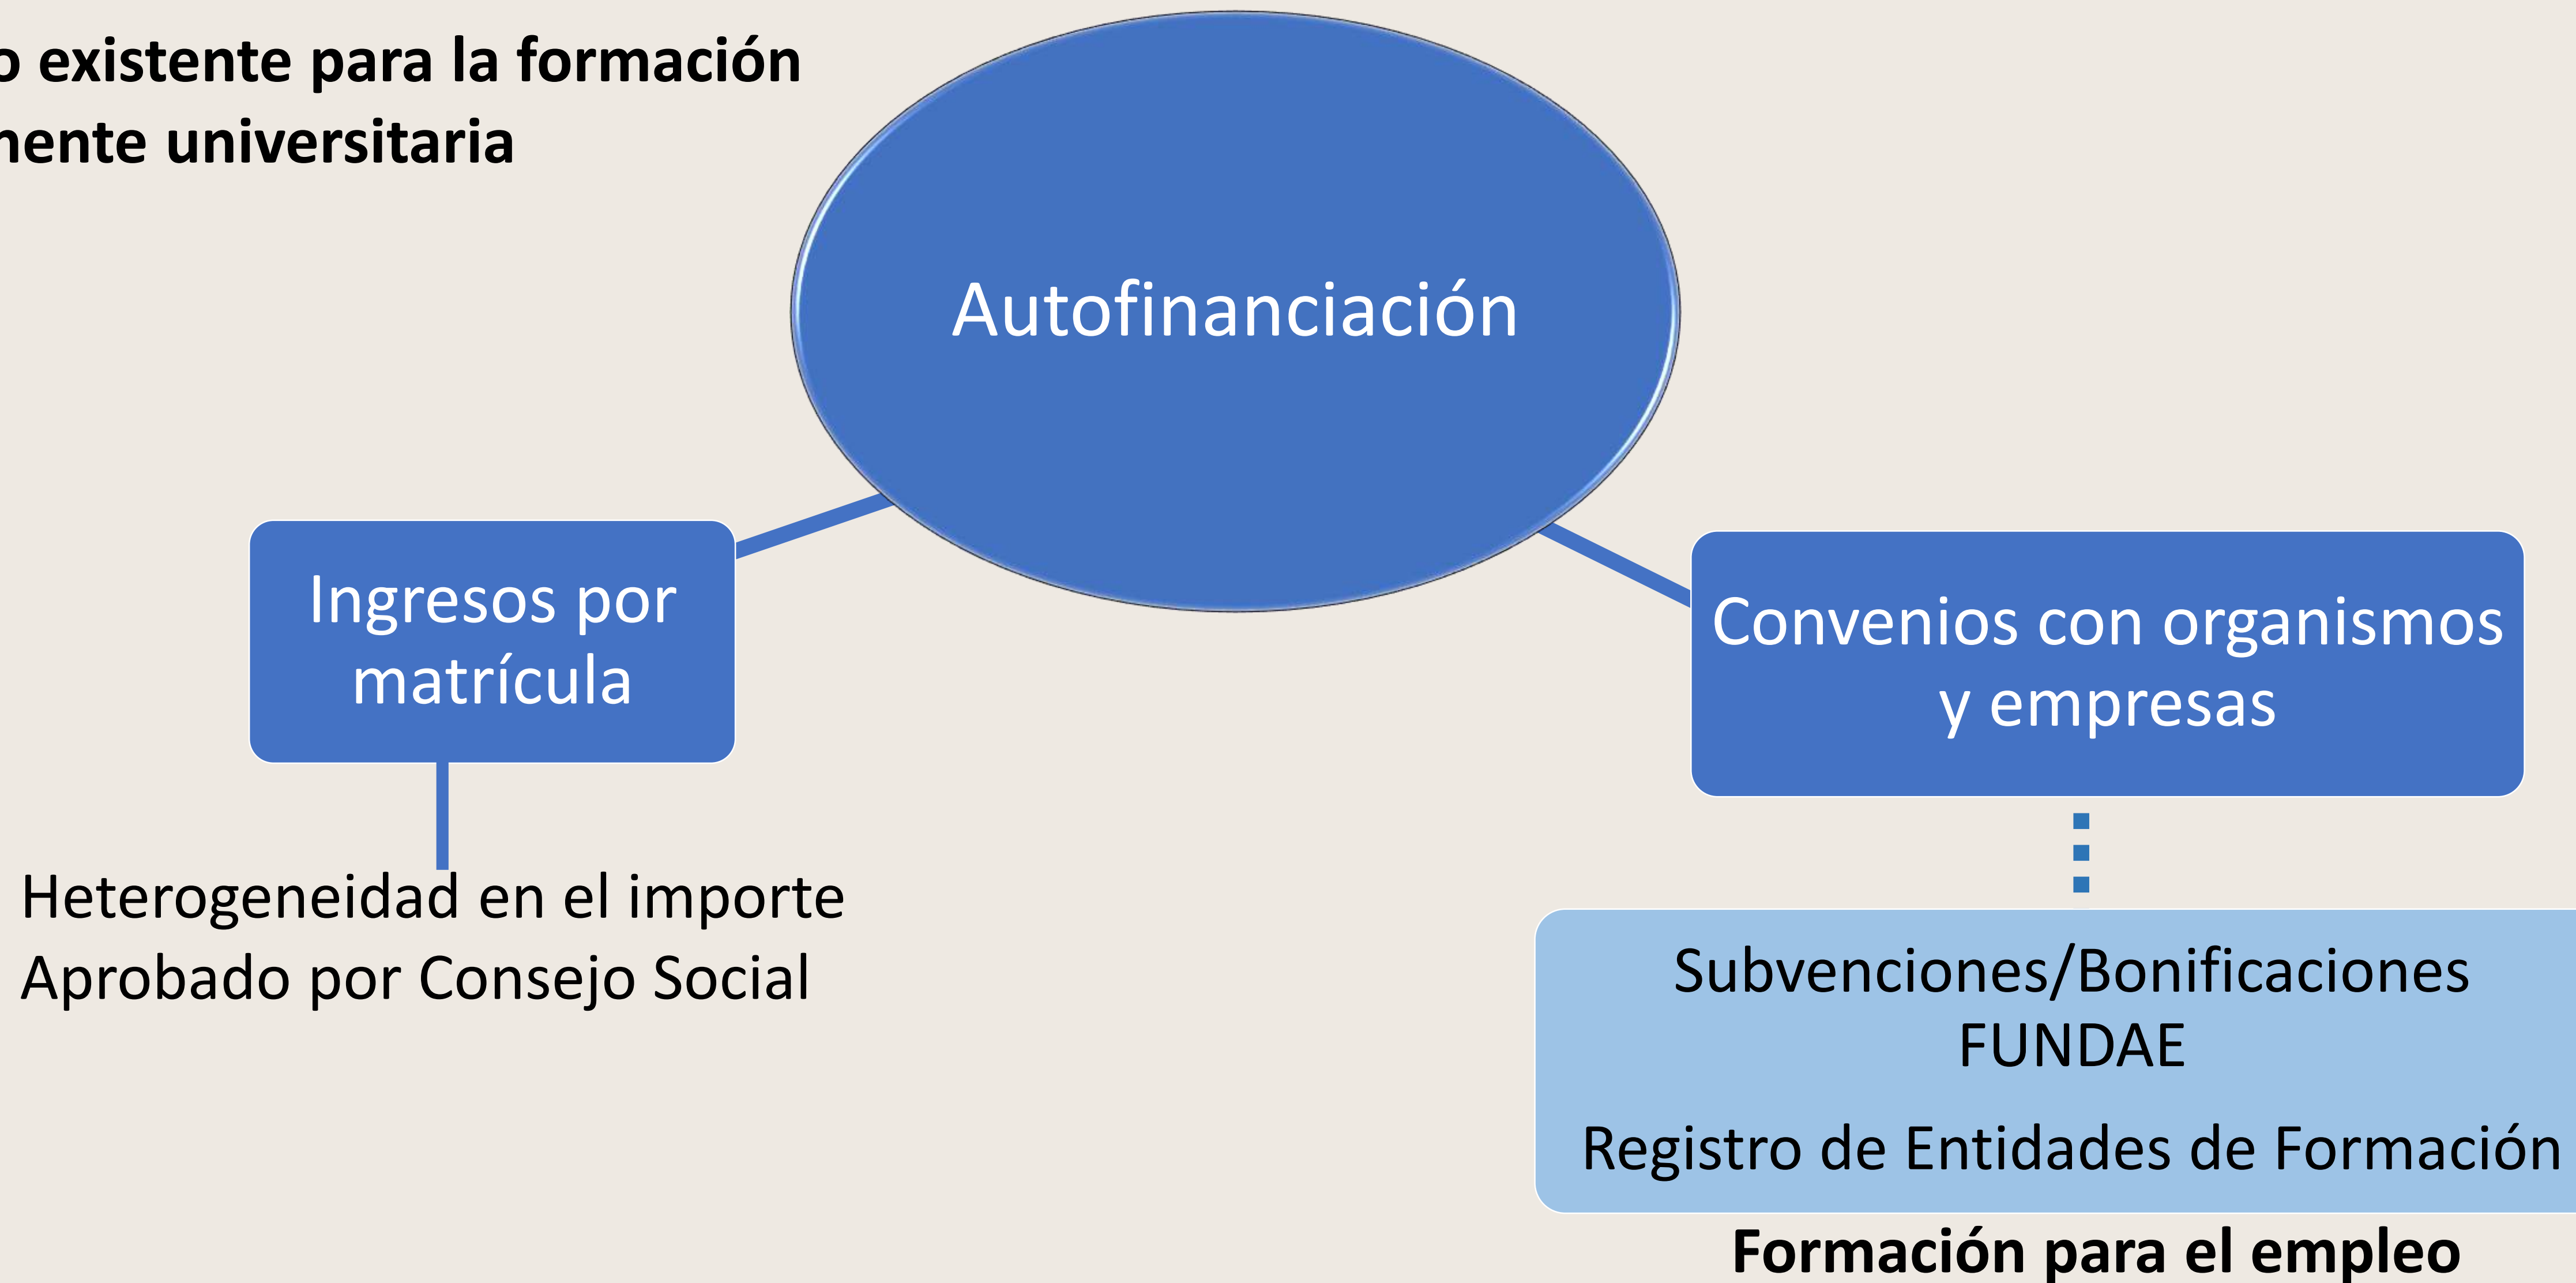 existente para la formación
universitaria
Autofinanciación
Ingresos por
matrícula
Heterogeneidad en el importe
Aprobado por Consejo Social
Convenios con organismos
y empresas
Subvenciones/Bonificaciones
FUNDAE
Registro de Entidades de Formación
Formación para el empleo